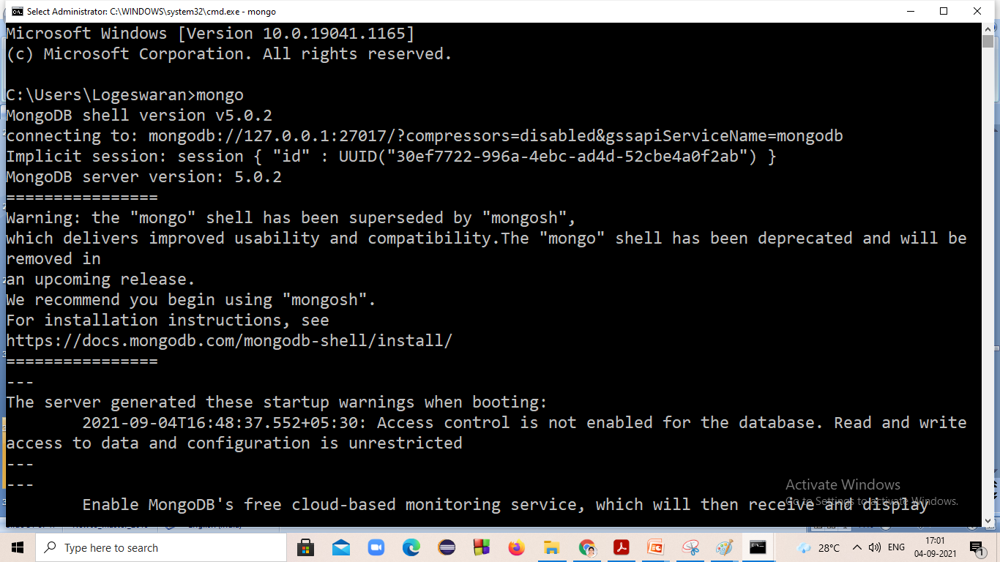 Select Administrator: C:\WINDOWS\system32\cmd.exe - mongo
Microsoft Windows [Version 10.0.19041.1165]
(c) Microsoft Corporation. All rights reserved.
C:\Users\Logeswaran>mongo
MongoDB shell version v5.0.2
connecting to: mongodb://127.0.0.1:27017/?compressors=disabled&gssapiServiceName=mongodb
Implicit session: session { "id" : UUID("30ef7722-996a-4ebc-ad4d-52cbe4a0f2ab") }
MongoDB server version: 5.0.2
================
Warning: the "mongo" shell has been superseded by "mongosh",
which delivers improved usability and compatibility.The "mongo" shell has been deprecated and will be
removed in
an upcoming release.
We recommend you begin using "mongosh".
For installation instructions, see
https://docs.mongodb.com/mongodb-shell/install/
================
---
The server generated these startup warnings when booting:
2021-09-04T16:48:37.552+05:30: Access control is not enabled for the database. Read and write
access to data and configuration is unrestricted
---
---
Enable MongoDB's free cloud-based monitoring service, which will then receive and display
Activate Windows
Go to Settings to activate Windows.
Type here to search
28°C
ENG
17:01
04-09-2021
1